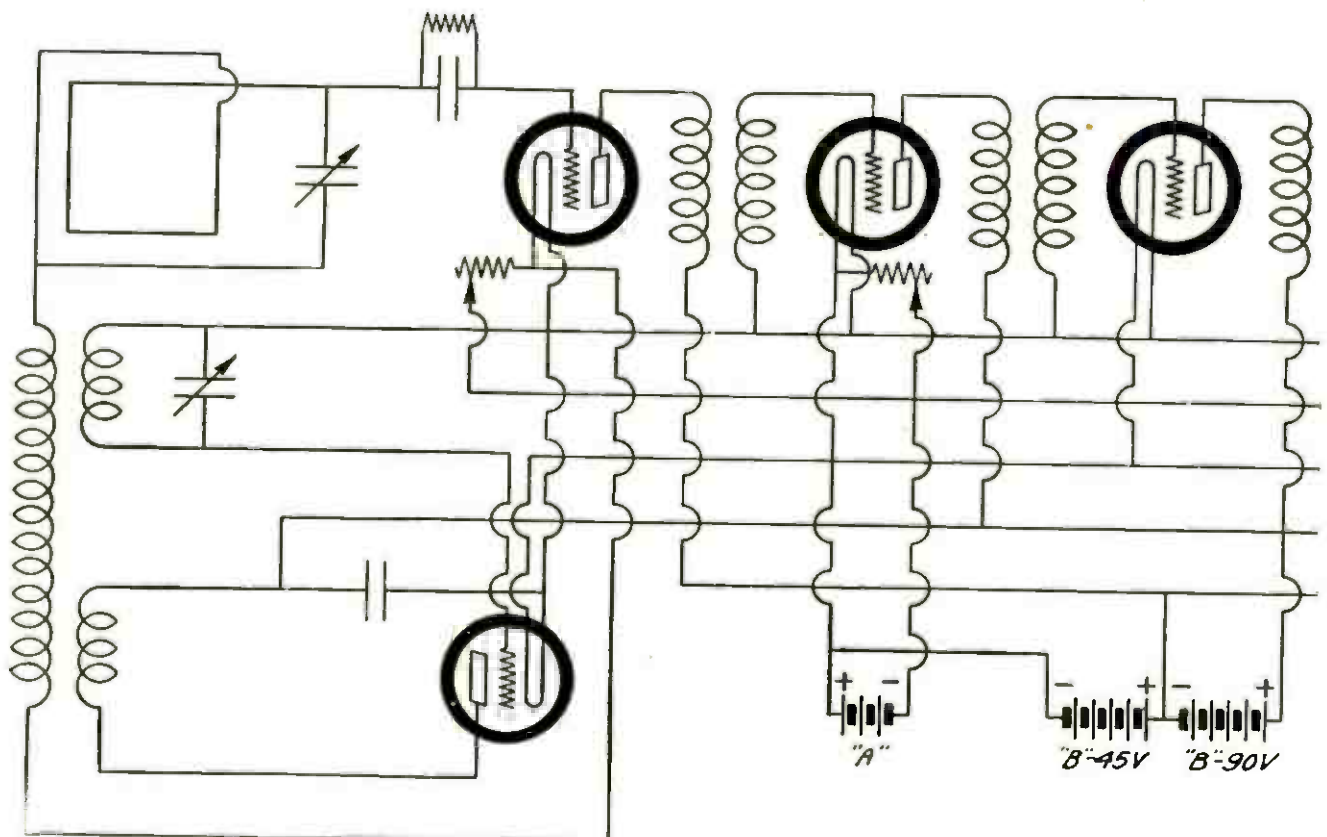 + -
- + - +
"A"
"B"-45V "B"-90V